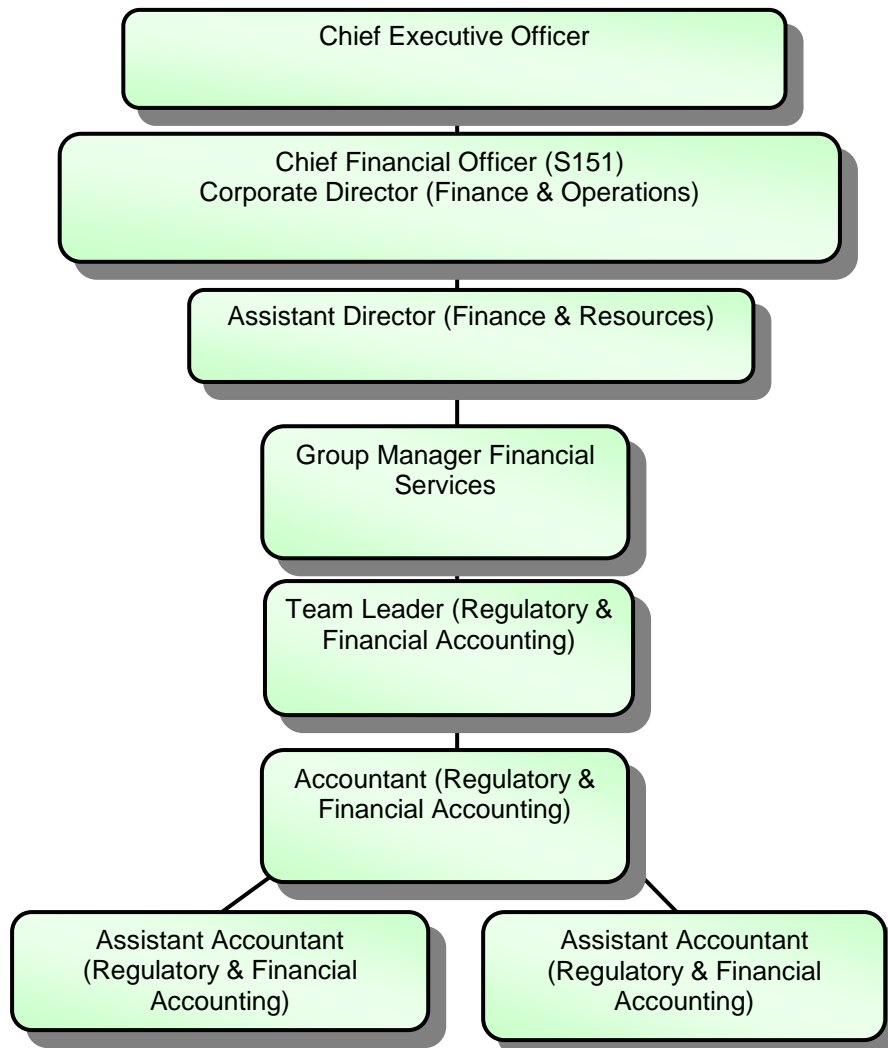 Chief Executive Officer
Chief Financial Officer (S151)
Corporate Director (Finance & Operations)
Assistant Director (Finance & Resources)
Group Manager Financial
Services
Team Leader (Regulatory &
Financial Accounting)
Accountant (Regulatory &
Financial Accounting)
Assistant Accountant
(Regulatory & Financial
Accounting)
Assistant Accountant
(Regulatory & Financial
Accounting)